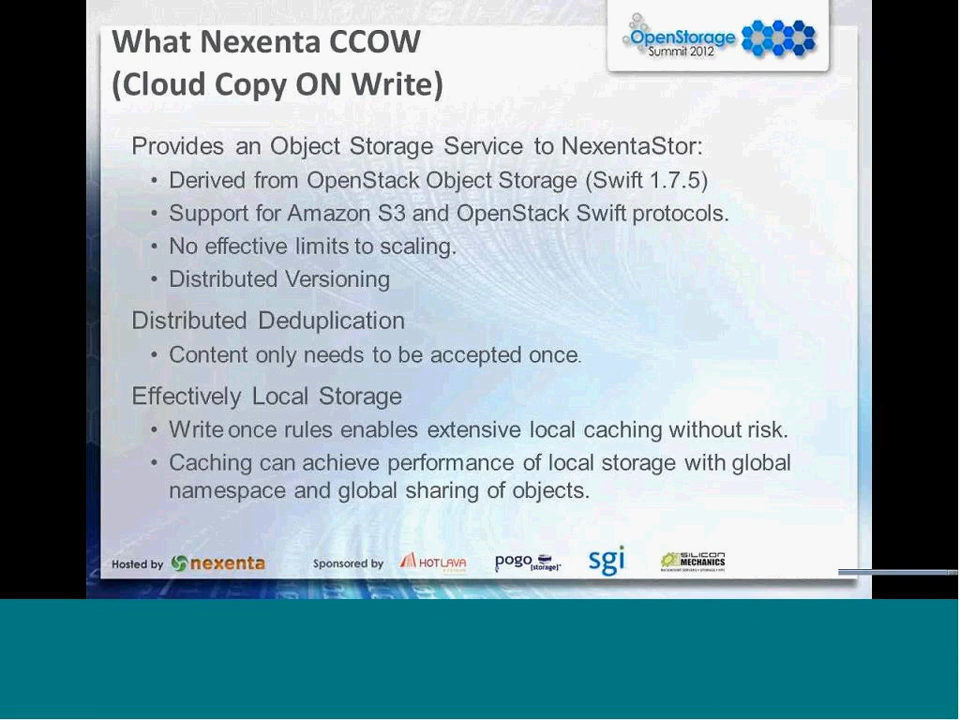 What Nexenta CCOW
(Cloud Copy ON Write)
OpenStorage
Summit 2012
Provides an Object Storage Service to NexentaStor:
• Derived from OpenStack Object Storage (Swift 1.7.5)
• Support for Amazon S3 and OpenStack Swift protocols.
• No effective limits to scaling.
• Distributed Versioning
Distributed Deduplication
• Content only needs to be accepted once.
Effectively Local Storage
• Write once rules enables extensive local caching without risk.
• Caching can achieve performance of local storage with global
namespace and global sharing of objects.
Hosted by nexenta Sponsored by HOTLAVA pogo (storage) sgi SILICON
MECHANICS